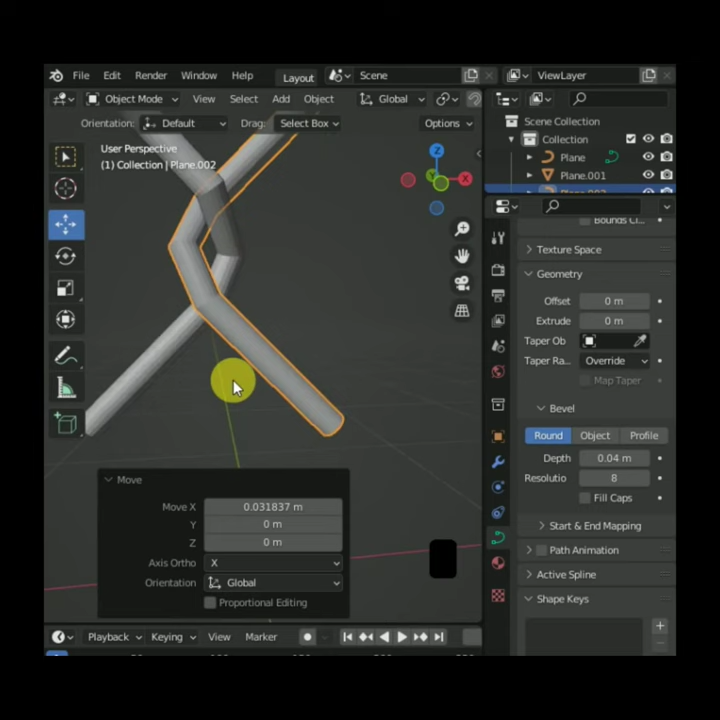 File Edit Render Window Help Layout Scene ViewLayer
Object Mode View Select Add Object Global
Orientation: Default Drag: Select Box Options
User Perspective
(1) Collection | Plane.002
Z
X
Y
Scene Collection
Collection
Plane
Plane.001
Plane.002
Bounds Cl...
Texture Space
Geometry
Offset 0 m
Extrude 0 m
Taper Ob
Taper Ra... Override
Map Taper
Bevel
Round Object Profile
Depth 0.04 m
Resolutio 8
Fill Caps
Start & End Mapping
Path Animation
Active Spline
Shape Keys
Move
Move X 0.031837 m
Y 0 m
Z 0 m
Axis Ortho X
Orientation Global
Proportional Editing
Playback Keying View Marker